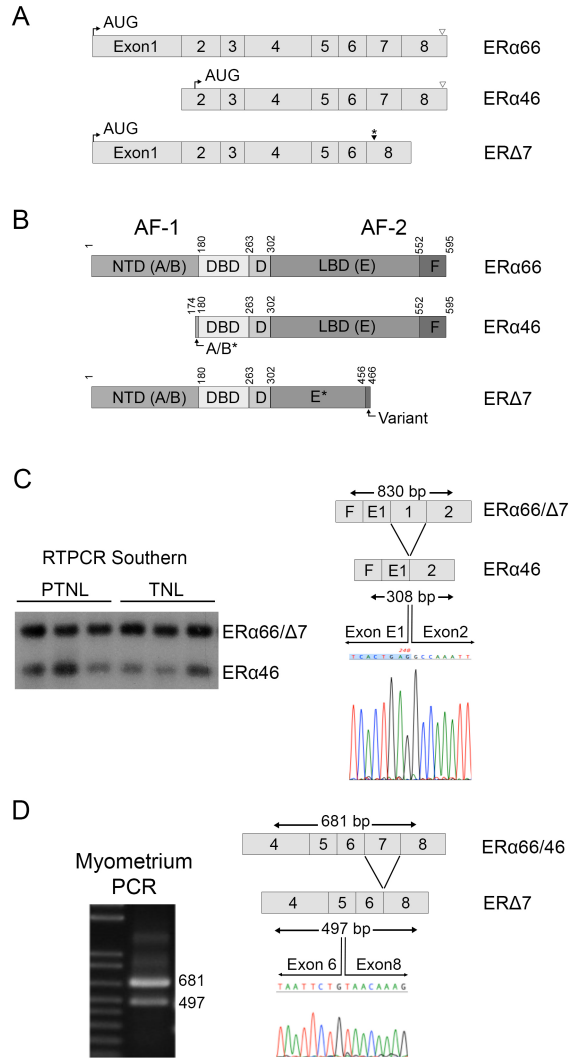 A
AUG
Exon1 2 3 4 5 6 7 8 ERα66
AUG
2 3 4 5 6 7 8 ERα46
AUG *
Exon1 2 3 4 5 6 8 ERΔ7
B
AF-1 AF-2
1 180 263 302 552 595
NTD (A/B) DBD D LBD (E) F ERα66
174 180 263 302 552 595
DBD D LBD (E) F ERα46
A/B*
1 180 263 302 456 466
NTD (A/B) DBD D E* ERΔ7
Variant
C
830 bp
F E1 1 2 ERα66/Δ7
RTPCR Southern
PTNL TNL
F E1 2 ERα46
308 bp
ERα66/Δ7
ERα46
Exon E1 Exon2
240
TCACTGAGGCCAAATT
D
681 bp
4 5 6 7 8 ERα66/46
Myometrium
PCR
4 5 6 8 ERΔ7
497 bp
Exon 6 Exon8
681
497
TAATTCTGTAACAAAG